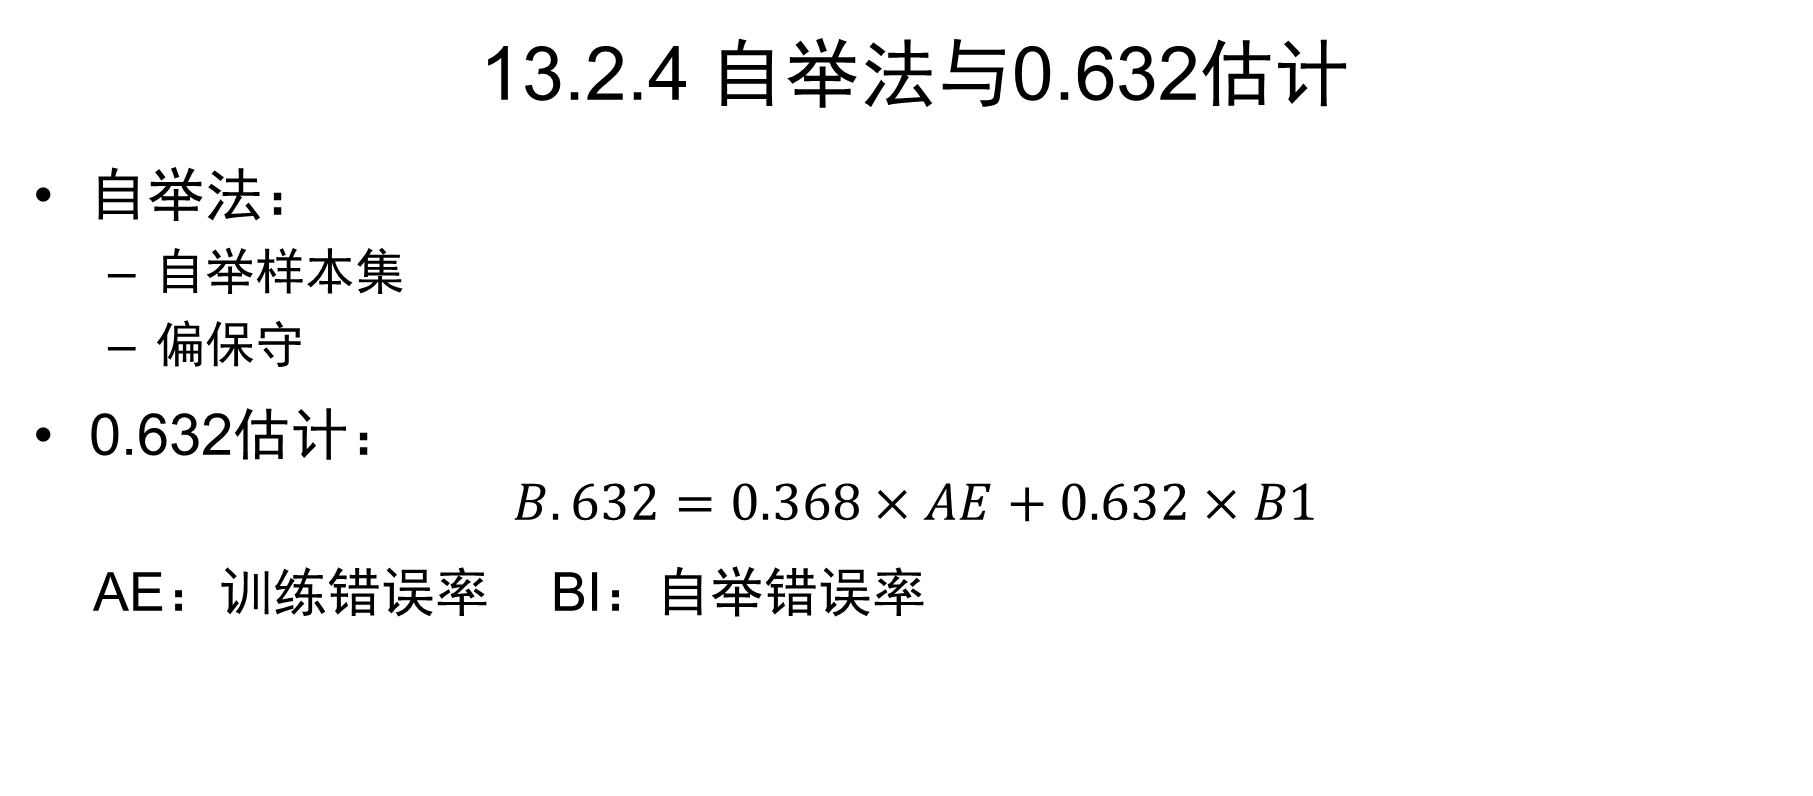 13.2.4 自举法与0.632估计
• 自举法：
– 自举样本集
– 偏保守
• 0.632估计：
B.632 = 0.368 × AE + 0.632 × B1
AE：训练错误率 BI：自举错误率